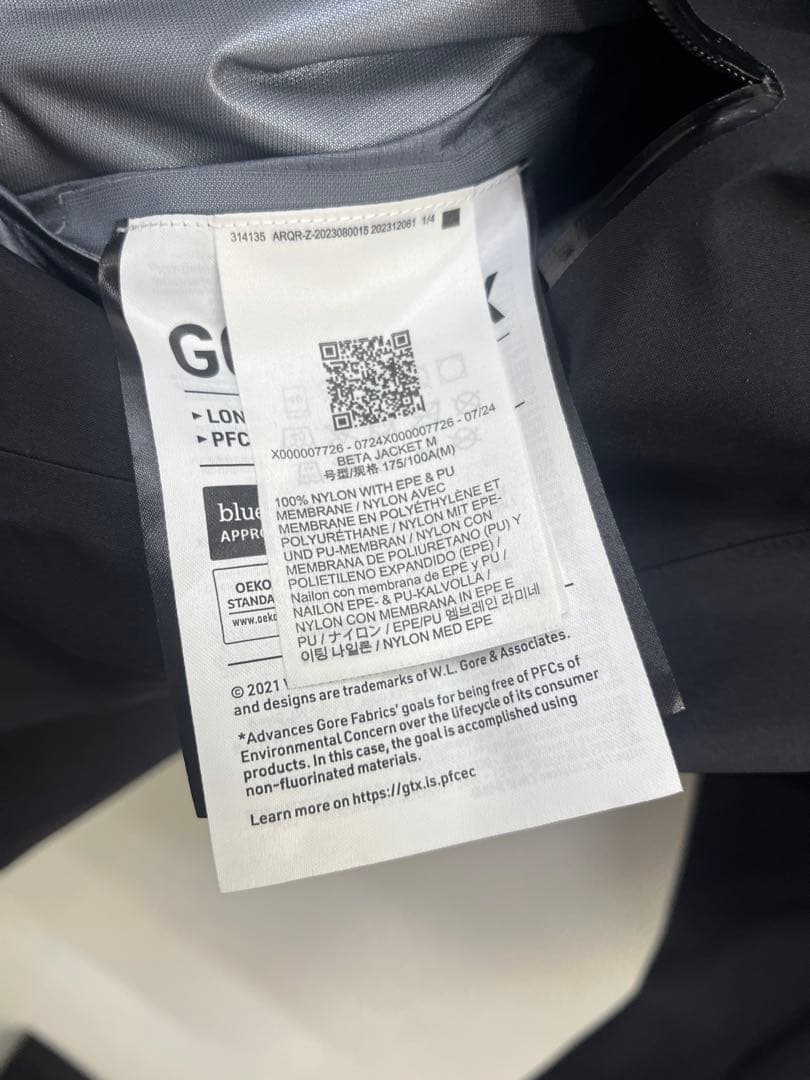 314135 ARQR-Z-2023080015 202312061 1/4
X000007726 - 0724X000007726 - 07/24
BETA JACKET M
号型/规格 175/100A(M)
100% NYLON WITH EPE & PU
MEMBRANE / NYLON AVEC
MEMBRANE EN POLYÉTHYLÈNE ET
POLYURÉTHANE / NYLON MIT EPE-
UND PU-MEMBRAN / NYLON CON
MEMBRANA DE POLIURETANO (PU) Y
POLIETILENO EXPANDIDO (EPE) /
Nailon con membrana de EPE y PU /
NAILON EPE- & PU-KALVOLLA /
NYLON CON MEMBRANA IN EPE E
PU / ナイロン / EPE/PU 엠브레인 라미네
이팅 나일론 / NYLON MED EPE
GO
K
▸ LON
▸ PFC
blue
APPRO
OEKO
STANDA
www.oeko
© 2021
and designs are trademarks of W.L. Gore & Associates.
*Advances Gore Fabrics' goals for being free of PFCs of
Environmental Concern over the lifecycle of its consumer
products. In this case, the goal is accomplished using
non-fluorinated materials.
Learn more on https://gtx.is.pfcec